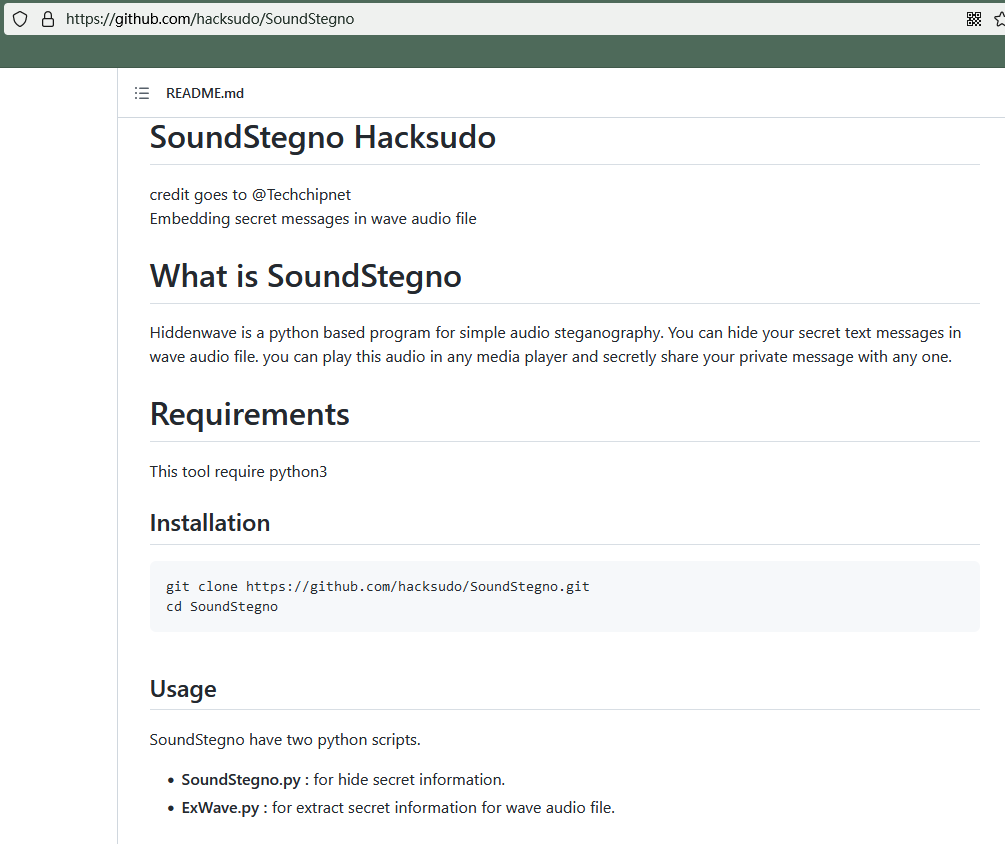 https://github.com/hacksudo/SoundStegno
README.md
SoundStegno Hacksudo
credit goes to @Techchipnet
Embedding secret messages in wave audio file
What is SoundStegno
Hiddenwave is a python based program for simple audio steganography. You can hide your secret text messages in
wave audio file. you can play this audio in any media player and secretly share your private message with any one.
Requirements
This tool require python3
Installation
git clone https://github.com/hacksudo/SoundStegno.git
cd SoundStegno
Usage
SoundStegno have two python scripts.
• SoundStegno.py : for hide secret information.
• ExWave.py : for extract secret information for wave audio file.